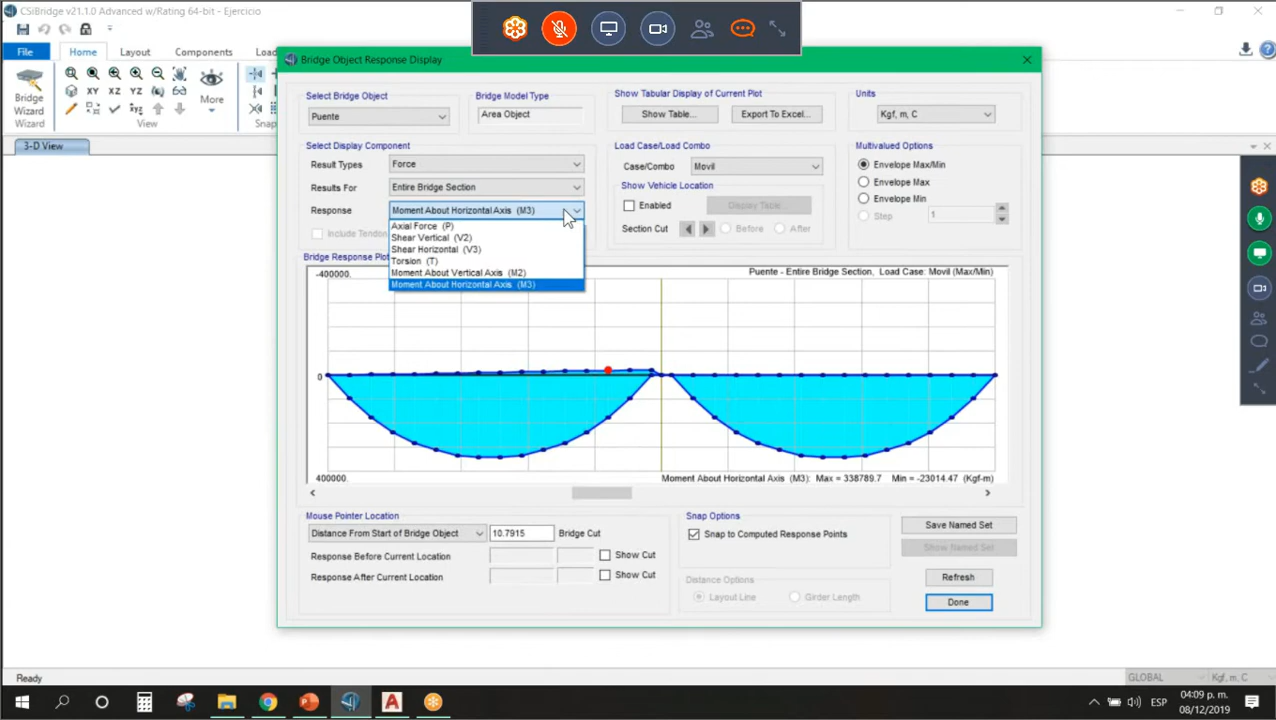 CSiBridge v21.1.0 Advanced w/Rating 64-bit - Ejercicio
File
Home
Layout
Components
Bridge
Wizard
Wizard
XY
XZ
YZ
More
View
Snap
3-D View
Bridge Object Response Display
Select Bridge Object
Puente
Bridge Model Type
Area Object
Show Tabular Display of Current Plot
Show Table...
Export To Excel...
Units
Kgf, m, C
Select Display Component
Result Types
Force
Results For
Entire Bridge Section
Response
Moment About Horizontal Axis (M3)
Axial Force (P)
Shear Vertical (V2)
Shear Horizontal (V3)
Torsion (T)
Moment About Vertical Axis (M2)
Moment About Horizontal Axis (M3)
Include Tendon
Load Case/Load Combo
Case/Combo
Movil
Show Vehicle Location
Enabled
Display Table...
Section Cut
Before
After
Multivalued Options
Envelope Max/Min
Envelope Max
Envelope Min
Step
1
Bridge Response Plot
-400000.
Puente - Entire Bridge Section, Load Case: Movil (Max/Min)
0
400000.
Moment About Horizontal Axis (M3): Max = 338789.7 Min = -23014.47 (Kgf-m)
Mouse Pointer Location
Distance From Start of Bridge Object
10.7915
Bridge Cut
Response Before Current Location
Show Cut
Response After Current Location
Show Cut
Snap Options
Snap to Computed Response Points
Distance Options
Layout Line
Girder Length
Save Named Set
Show Named Set
Refresh
Done
Ready
GLOBAL
Kgf, m, C
ESP
04:09 p. m.
08/12/2019